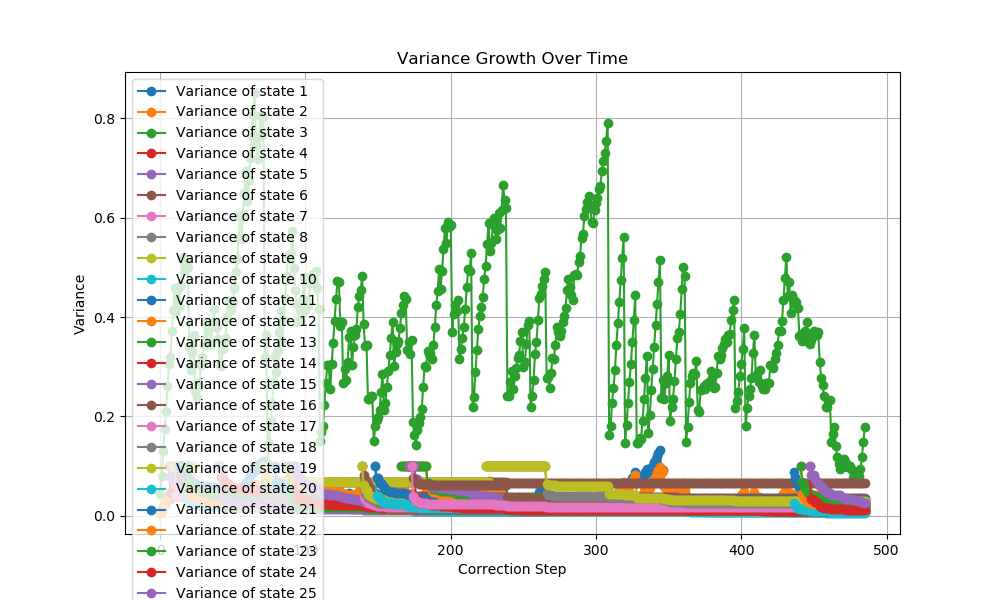 Variance Growth Over Time
Variance
0.8
0.6
0.4
0.2
0.0
0
100
200
300
400
500
Correction Step
Variance of state 1
Variance of state 2
Variance of state 3
Variance of state 4
Variance of state 5
Variance of state 6
Variance of state 7
Variance of state 8
Variance of state 9
Variance of state 10
Variance of state 11
Variance of state 12
Variance of state 13
Variance of state 14
Variance of state 15
Variance of state 16
Variance of state 17
Variance of state 18
Variance of state 19
Variance of state 20
Variance of state 21
Variance of state 22
Variance of state 23
Variance of state 24
Variance of state 25